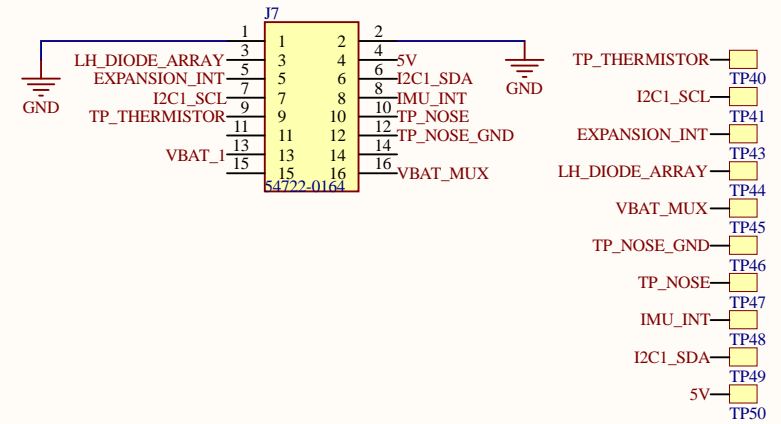 J7
1 1 2 2
LH_DIODE_ARRAY 3 3 4 4 5V
EXPANSION_INT 5 5 6 6 I2C1_SDA
I2C1_SCL 7 7 8 8 IMU_INT
TP_THERMISTOR 9 9 10 10 TP_NOSE
11 11 12 12 TP_NOSE_GND
VBAT_1 13 13 14 14
15 15 16 16 VBAT_MUX
54722-0164
GND
GND
TP_THERMISTOR
TP40
I2C1_SCL
TP41
EXPANSION_INT
TP43
LH_DIODE_ARRAY
TP44
VBAT_MUX
TP45
TP_NOSE_GND
TP46
TP_NOSE
TP47
IMU_INT
TP48
I2C1_SDA
TP49
5V
TP50